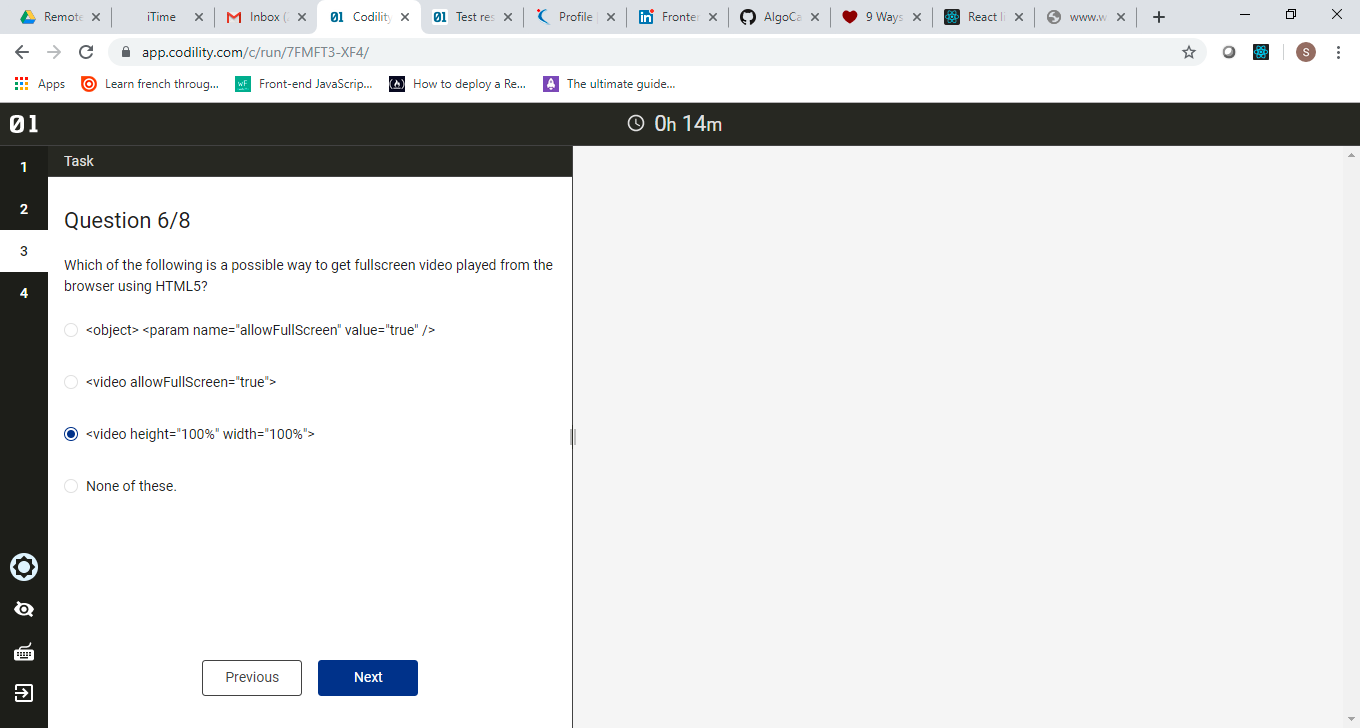 Remote
iTime
Inbox (
Codility
Test res
Profile
Fronter
AlgoCa
9 Ways
React li
www.w
app.codility.com/c/run/7FMFT3-XF4/
S
Apps
Learn french throug...
WF
Front-end JavaScrip...
How to deploy a Re...
The ultimate guide...
01
0h 14m
1
2
3
4
Task
Question 6/8
Which of the following is a possible way to get fullscreen video played from the
browser using HTML5?
<object> <param name="allowFullScreen" value="true" />
<video allowFullScreen="true">
<video height="100%" width="100%">
None of these.
Previous
Next